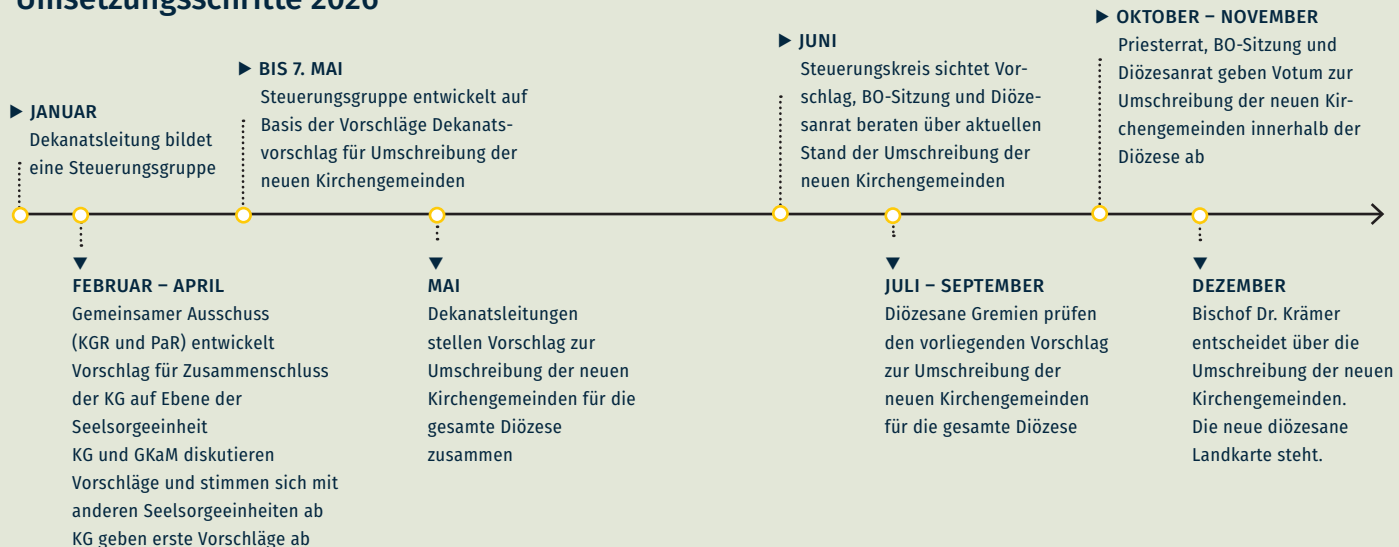 Umsetzungsschritte 2026
JANUAR
Dekanatsleitung bildet
eine Steuerungsgruppe
FEBRUAR – APRIL
Gemeinsamer Ausschuss
(KGR und PaR) entwickelt
Vorschlag für Zusammenschluss
der KG auf Ebene der
Seelsorgeeinheit
KG und GKaM diskutieren
Vorschläge und stimmen sich mit
anderen Seelsorgeeinheiten ab
KG geben erste Vorschläge ab
BIS 7. MAI
Steuerungsgruppe entwickelt auf
Basis der Vorschläge Dekanats-
vorschlag für Umschreibung der
neuen Kirchengemeinden
MAI
Dekanatsleitungen
stellen Vorschlag zur
Umschreibung der neuen
Kirchengemeinden für die
gesamte Diözese
zusammen
JUNI
Steuerungskreis sichtet Vor-
schlag, BO-Sitzung und Diöze-
sanrat beraten über aktuellen
Stand der Umschreibung der
neuen Kirchengemeinden
JULI – SEPTEMBER
Diözesane Gremien prüfen
den vorliegenden Vorschlag
zur Umschreibung der
neuen Kirchengemeinden
für die gesamte Diözese
OKTOBER – NOVEMBER
Priesterrat, BO-Sitzung und
Diözesanrat geben Votum zur
Umschreibung der neuen Kir-
chengemeinden innerhalb der
Diözese ab
DEZEMBER
Bischof Dr. Krämer
entscheidet über die
Umschreibung der neuen
Kirchengemeinden.
Die neue diözesane
Landkarte steht.